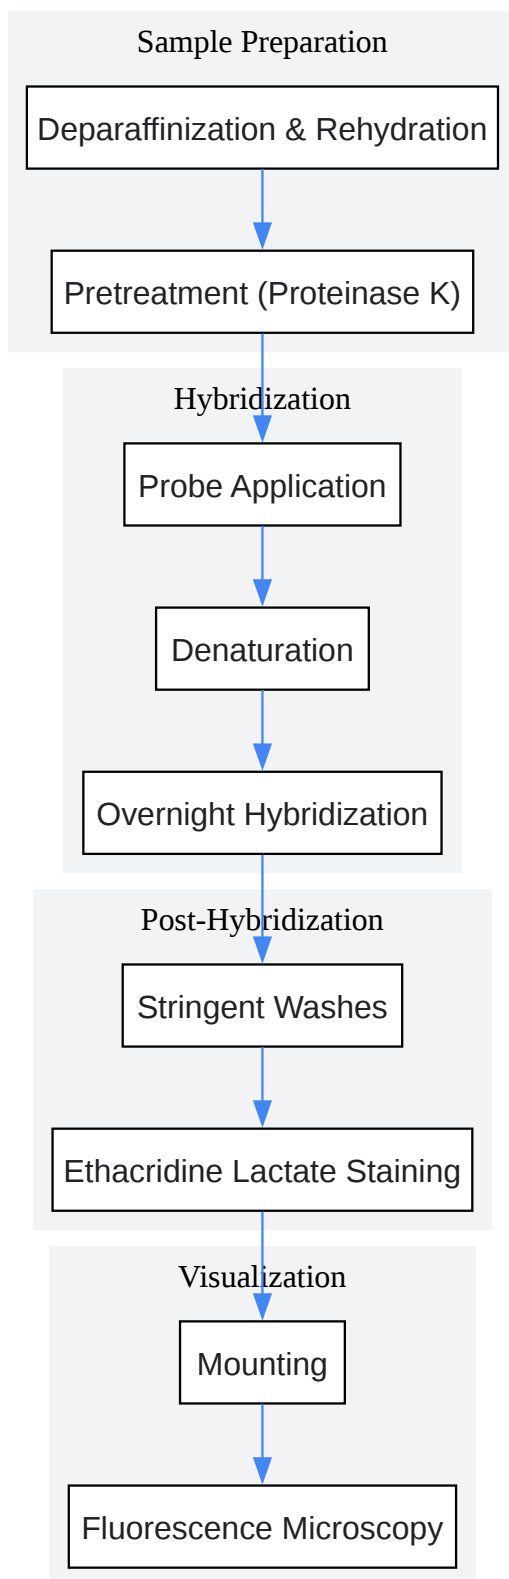 Sample Preparation
Deparaffinization & Rehydration
Pretreatment (Proteinase K)
Hybridization
Probe Application
Denaturation
Overnight Hybridization
Post-Hybridization
Stringent Washes
Ethacridine Lactate Staining
Visualization
Mounting
Fluorescence Microscopy